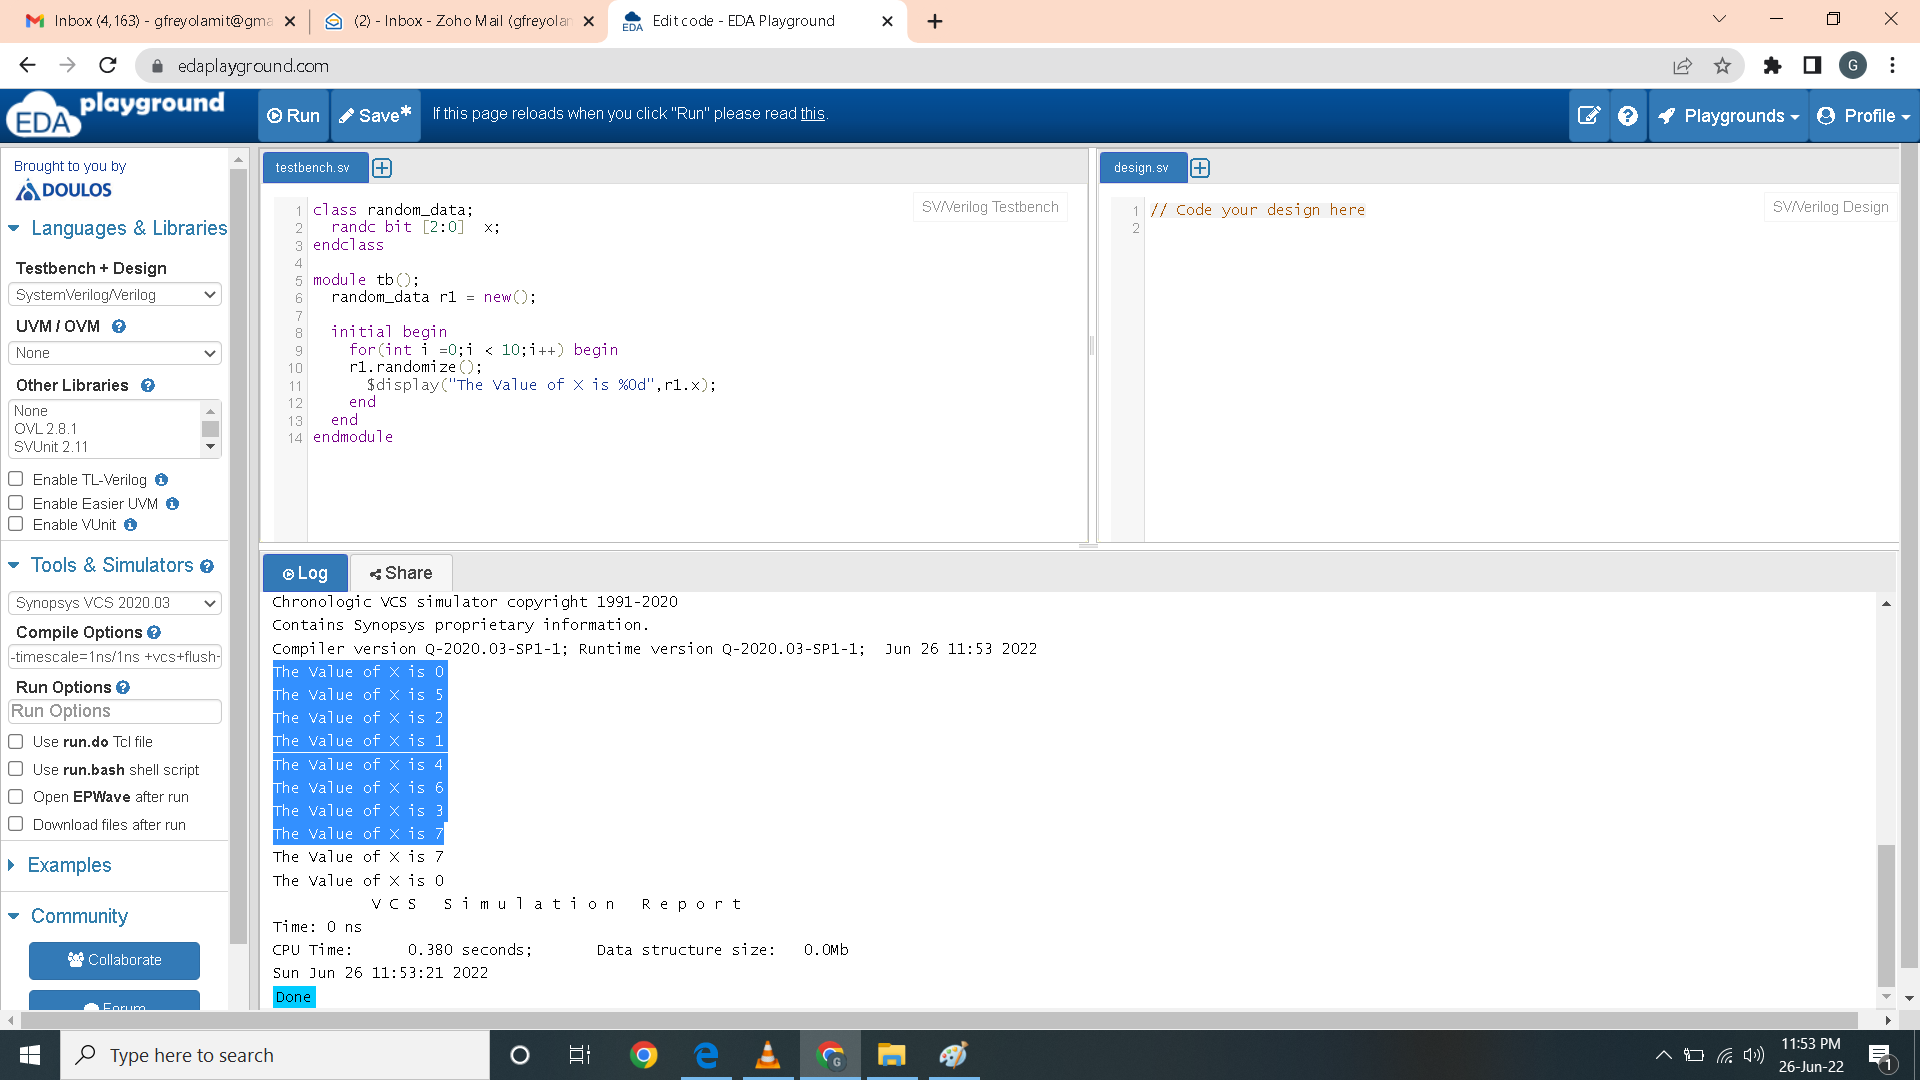 Inbox (4,163) - gfreyolamit@gma
(2) - Inbox - Zoho Mail (gfreyolan
EDA
Edit code - EDA Playground
edaplayground.com
G
EDA playground
Run
Save*
If this page reloads when you click "Run" please read this.
Playgrounds
Profile
Brought to you by
DOULOS
Languages & Libraries
Testbench + Design
SystemVerilog/Verilog
UVM / OVM
None
Other Libraries
None
OVL 2.8.1
SVUnit 2.11
Enable TL-Verilog
Enable Easier UVM
Enable VUnit
Tools & Simulators
Synopsys VCS 2020.03
Compile Options
-timescale=1ns/1ns +vcs+flush+
Run Options
Run Options
Use run.do Tcl file
Use run.bash shell script
Open EPWave after run
Download files after run
Examples
Community
Collaborate
Forum
testbench.sv
SV/Verilog Testbench
1 class random_data;
2   randc bit [2:0]  x;
3 endclass
4
5 module tb();
6   random_data r1 = new();
7
8   initial begin
9     for(int i =0;i < 10;i++) begin
10     r1.randomize();
11       $display("The Value of X is %0d",r1.x);
12     end
13   end
14 endmodule
design.sv
SV/Verilog Design
1 // Code your design here
2
Log
Share
Chronologic VCS simulator copyright 1991-2020
Contains Synopsys proprietary information.
Compiler version Q-2020.03-SP1-1; Runtime version Q-2020.03-SP1-1;  Jun 26 11:53 2022
The Value of X is 0
The Value of X is 5
The Value of X is 2
The Value of X is 1
The Value of X is 4
The Value of X is 6
The Value of X is 3
The Value of X is 7
The Value of X is 7
The Value of X is 0
V C S   S i m u l a t i o n   R e p o r t
Time: 0 ns
CPU Time:      0.380 seconds;       Data structure size:   0.0Mb
Sun Jun 26 11:53:21 2022
Done
Type here to search
G
11:53 PM
26-Jun-22
1